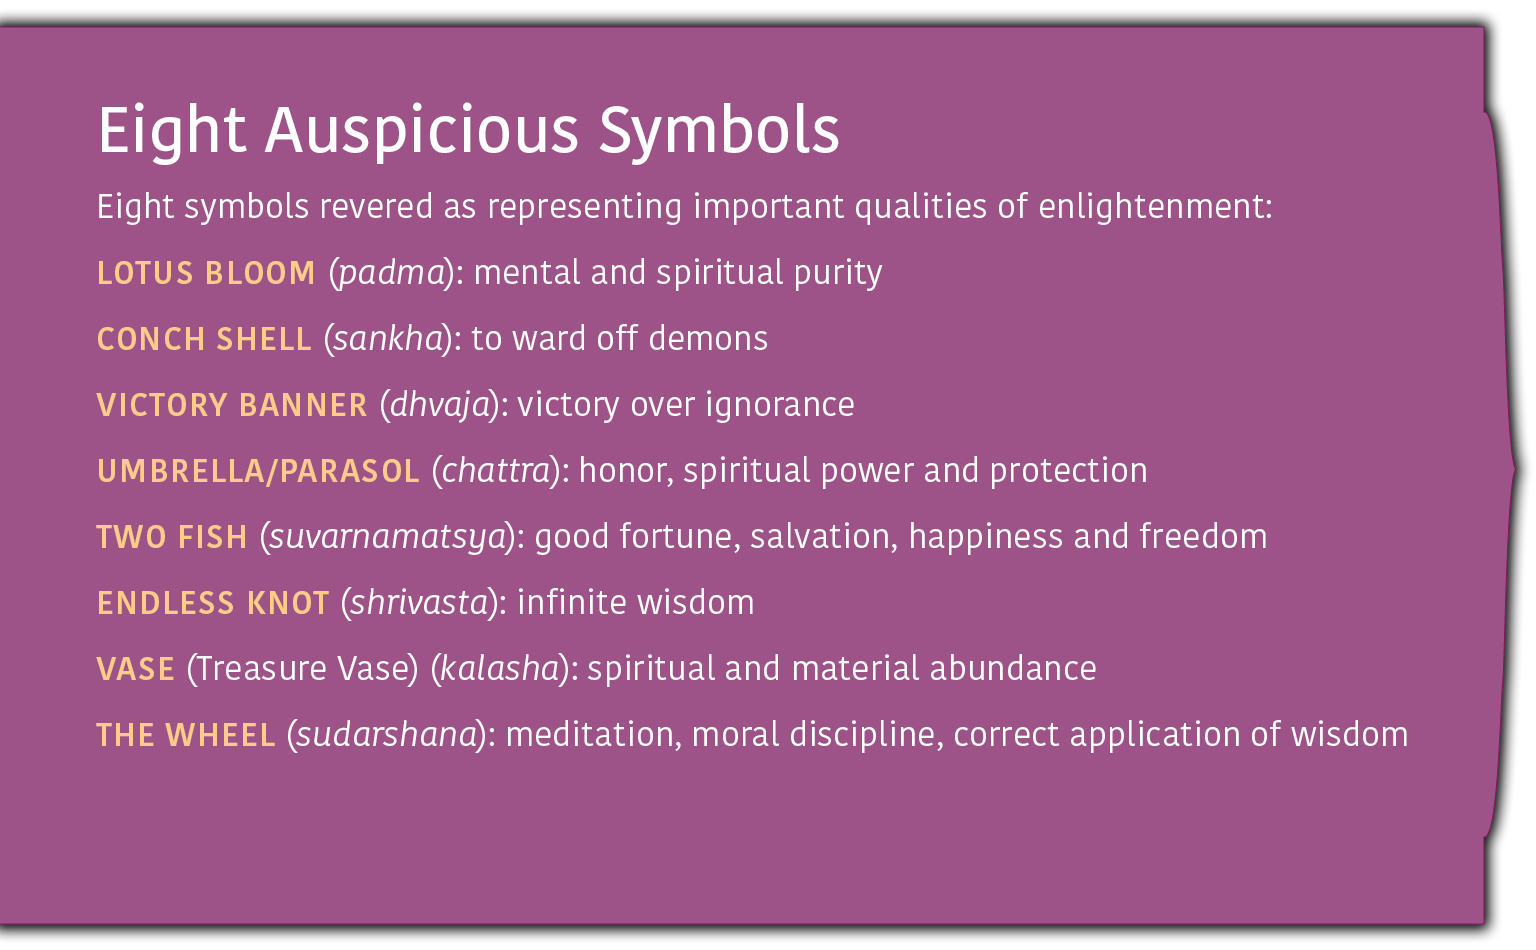 Eight Auspicious Symbols
Eight symbols revered as representing important qualities of enlightenment:
LOTUS BLOOM (padma): mental and spiritual purity
CONCH SHELL (sankha): to ward off demons
VICTORY BANNER (dhvaja): victory over ignorance
UMBRELLA/PARASOL (chattra): honor, spiritual power and protection
TWO FISH (suvarnamatsya): good fortune, salvation, happiness and freedom
ENDLESS KNOT (shrivasta): infinite wisdom
VASE (Treasure Vase) (kalasha): spiritual and material abundance
THE WHEEL (sudarshana): meditation, moral discipline, correct application of wisdom